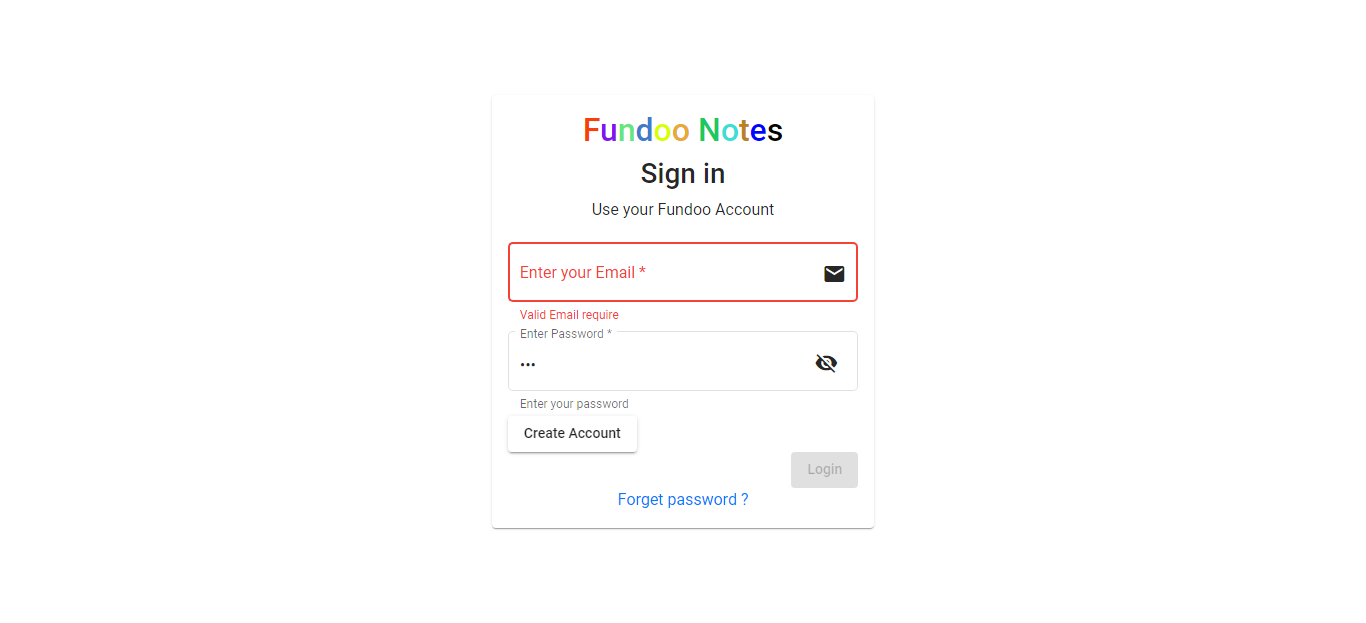 Fundoo Notes
Sign in
Use your Fundoo Account
Enter your Email *
Valid Email require
Enter Password *
•••
Enter your password
Create Account
Login
Forget password ?